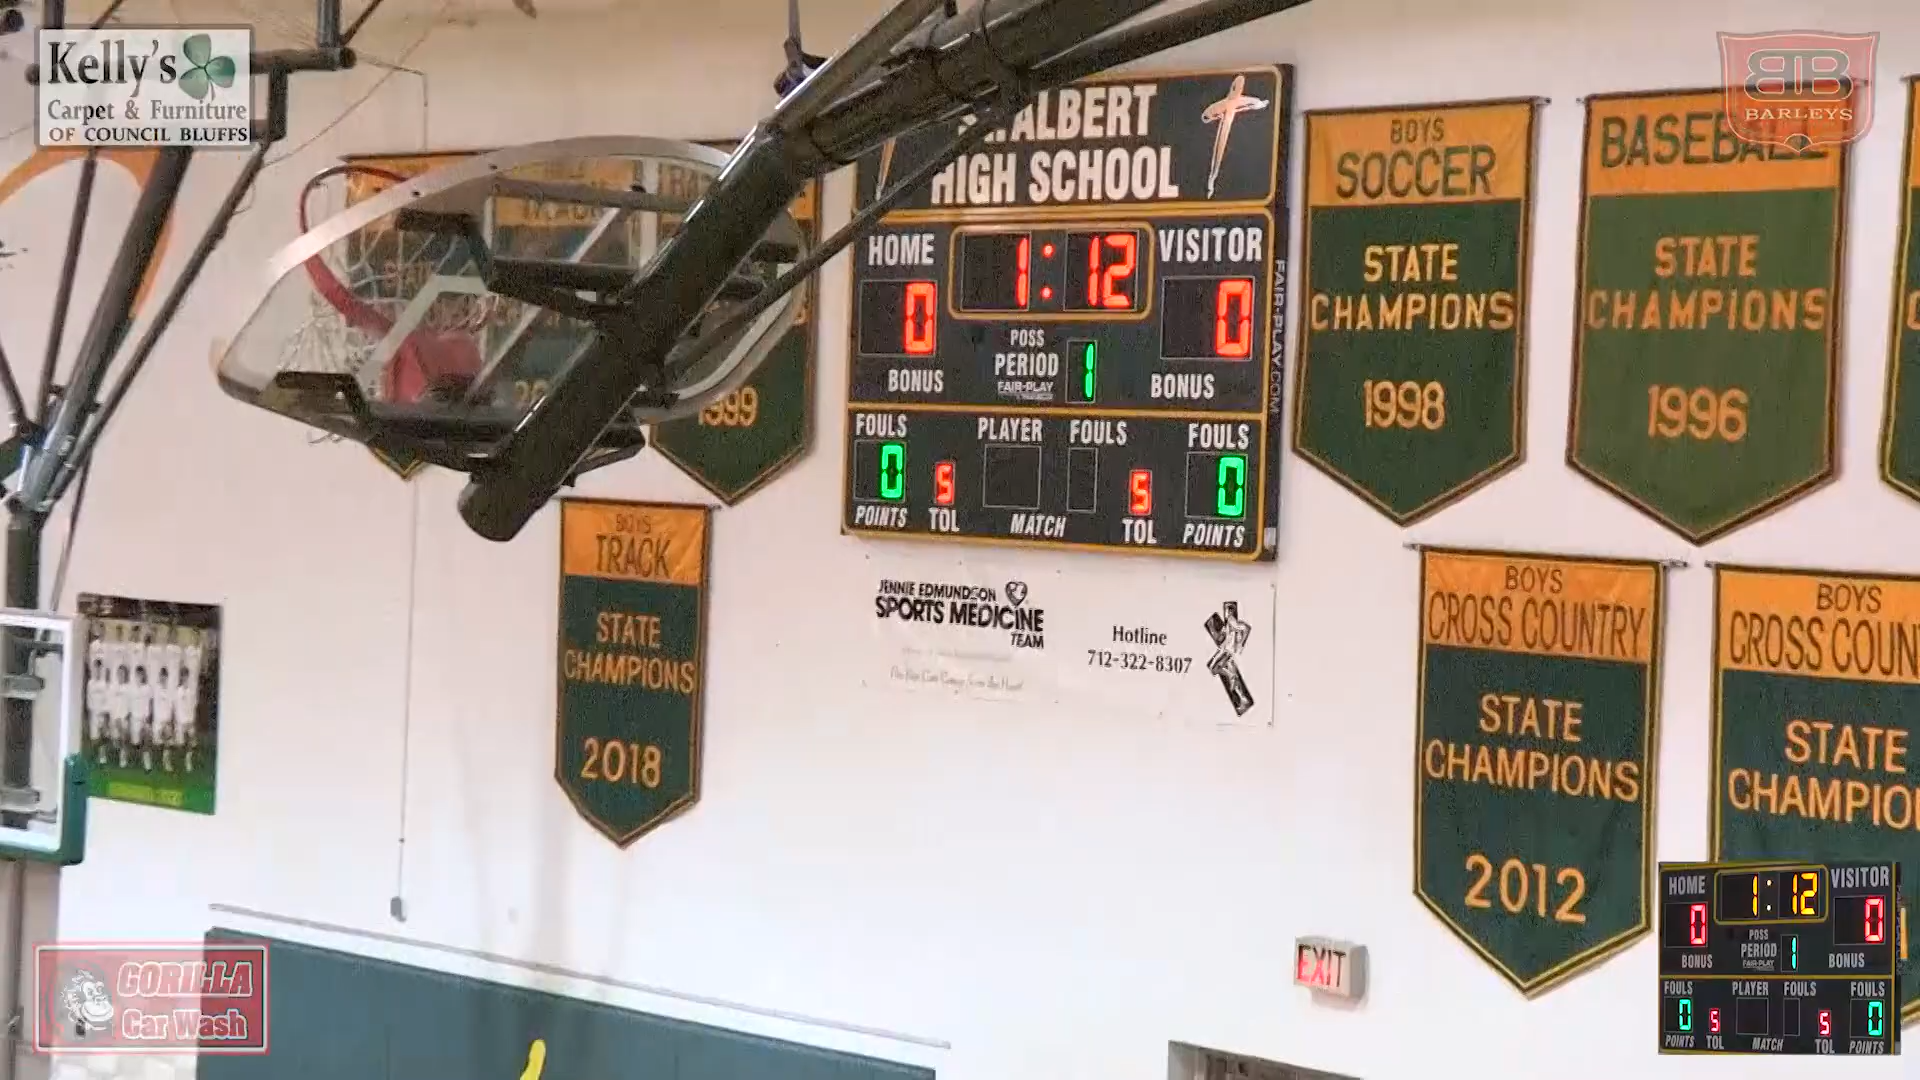 Kelly's
Carpet & Furniture
OF COUNCIL BLUFFS
BB
BARLEYS
ALBERT
HIGH SCHOOL
HOME
1:12
VISITOR
0
0
POSS
PERIOD
1
FAIR-PLAY
BONUS
BONUS
FAIR-PLAY.COM
FOULS
PLAYER
FOULS
FOULS
0
5
5
0
POINTS
TOL
MATCH
TOL
POINTS
BOYS
SOCCER
STATE
CHAMPIONS
1998
BASEBALL
STATE
CHAMPIONS
1996
TRACK
1999
BOYS
TRACK
STATE
CHAMPIONS
2018
JENNIE EDMUNDSON
SPORTS MEDICINE
TEAM
Hotline
712-322-8307
BOYS
CROSS COUNTRY
STATE
CHAMPIONS
2012
BOYS
CROSS COUN
STATE
CHAMPIO
EXIT
GORILLA
Car Wash
HOME
1:12
VISITOR
0
0
POSS
PERIOD
1
FAIR-PLAY
BONUS
BONUS
FOULS
PLAYER
FOULS
FOULS
0
5
5
0
POINTS
TOL
MATCH
TOL
POINTS